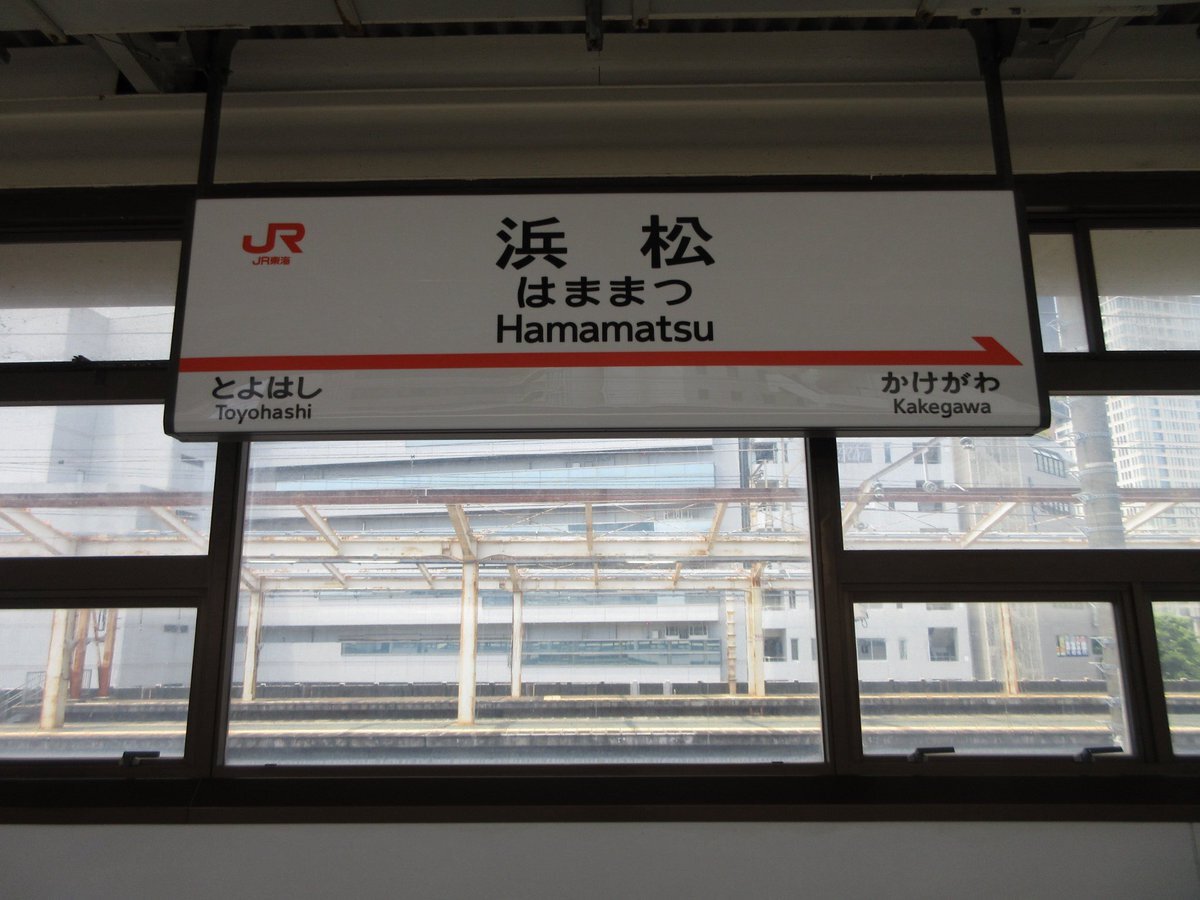 JR
JR東海
浜 松
はままつ
Hamamatsu
とよはし
Toyohashi
かけがわ
Kakegawa